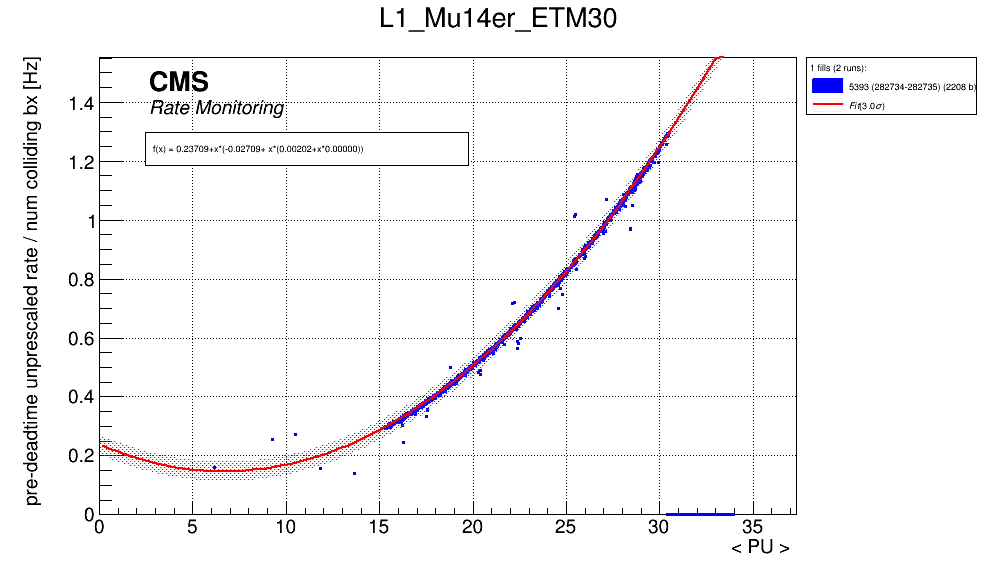 L1_Mu14er_ETM30
pre-deadtime unprescaled rate / num colliding bx [Hz]
CMS
Rate Monitoring
f(x) = 0.23709+x*(-0.02709+ x*(0.00202+x*0.00000))
1.4
1.2
1
0.8
0.6
0.4
0.2
0
0 5 10 15 20 25 30 35
< PU >
1 fills (2 runs):
5393 (282734-282735) (2208 b)
Fit(3.0σ)